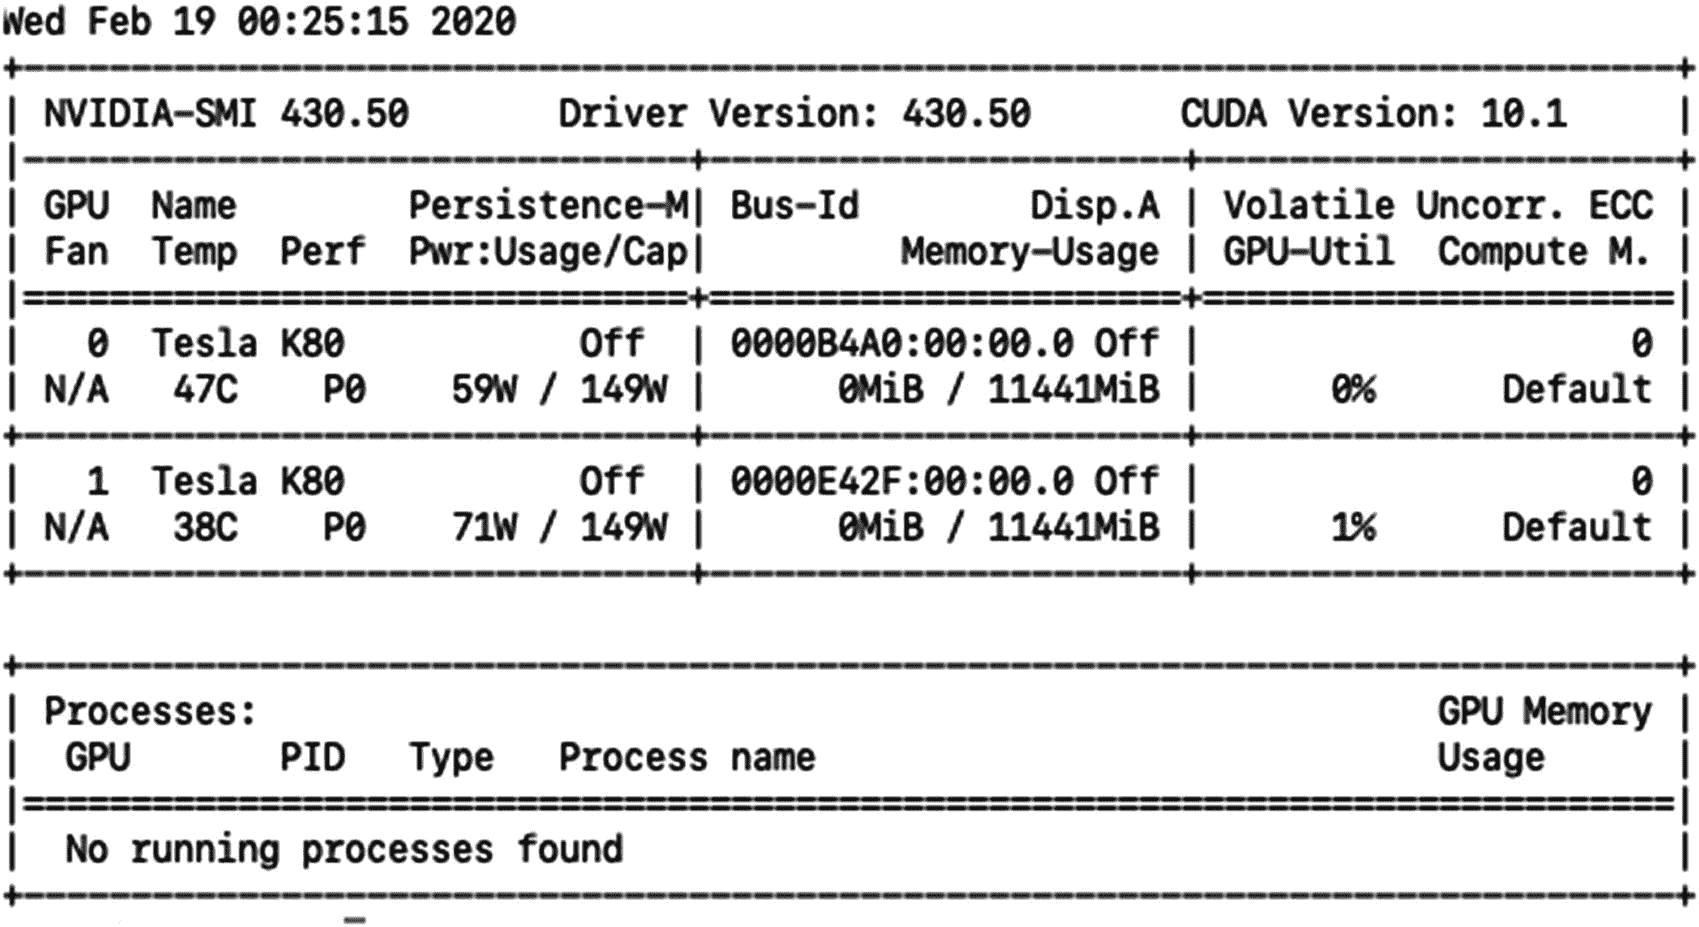 Wed Feb 19 00:25:15 2020
+-----------------------------------------------------------------------------+
| NVIDIA-SMI 430.50       Driver Version: 430.50       CUDA Version: 10.1     |
|-------------------------------+----------------------+----------------------+
| GPU  Name        Persistence-M| Bus-Id        Disp.A | Volatile Uncorr. ECC |
| Fan  Temp  Perf  Pwr:Usage/Cap|         Memory-Usage | GPU-Util  Compute M. |
|===============================+======================+======================|
|   0  Tesla K80           Off  | 0000B4A0:00:00.0 Off |                    0 |
| N/A   47C    P0    59W / 149W |      0MiB / 11441MiB |      0%      Default |
+-------------------------------+----------------------+----------------------+
|   1  Tesla K80           Off  | 0000E42F:00:00.0 Off |                    0 |
| N/A   38C    P0    71W / 149W |      0MiB / 11441MiB |      1%      Default |
+-------------------------------+----------------------+----------------------+
+-----------------------------------------------------------------------------+
| Processes:                                                       GPU Memory |
|  GPU       PID   Type   Process name                             Usage      |
|=============================================================================|
|  No running processes found                                                 |
+-----------------------------------------------------------------------------+